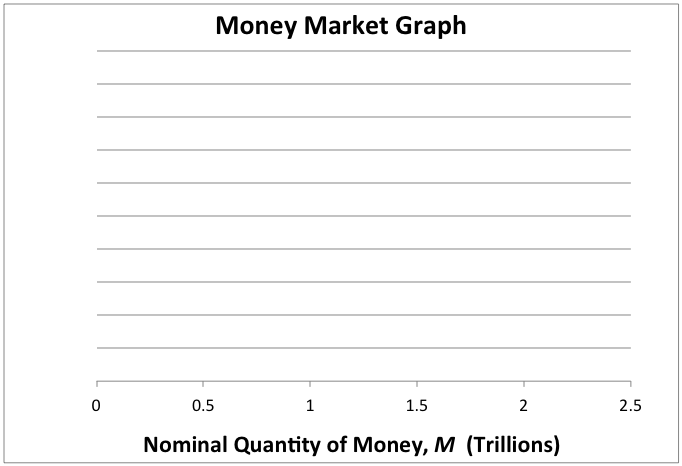 Money Market Graph
0 0.5 1 1.5 2 2.5
Nominal Quantity of Money, M (Trillions)